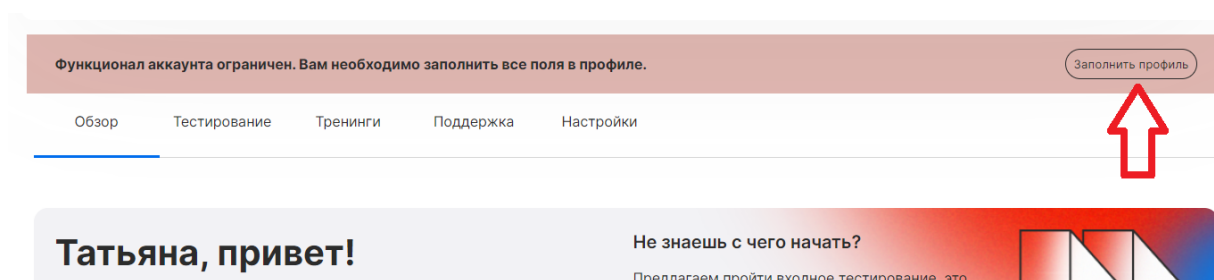 Функционал аккаунта ограничен. Вам необходимо заполнить все поля в профиле.
Заполнить профиль
Обзор
Тестирование
Тренинги
Поддержка
Настройки
Татьяна, привет!
Не знаешь с чего начать?
Предлагаем пройти входное тестирование, это